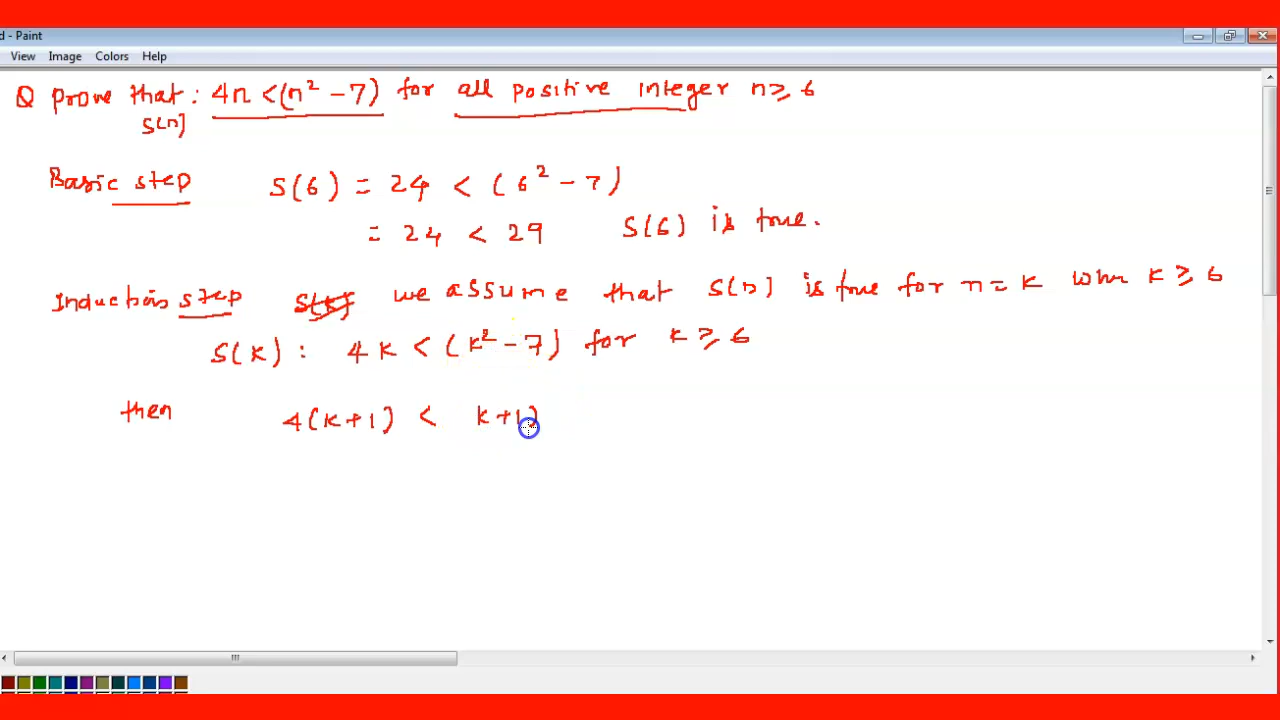 d - Paint
View Image Colors Help
Q prove that : 4n < (n² - 7) for all positive integer n ≥ 6
S(n)
Basic step S(6) = 24 < (6² - 7)
= 24 < 29 S(6) is true.
Induction step S(k) we assume that S(n) is true for n = k when k ≥ 6
S(k) : 4k < (k² - 7) for k ≥ 6
then 4(k+1) < k+1)